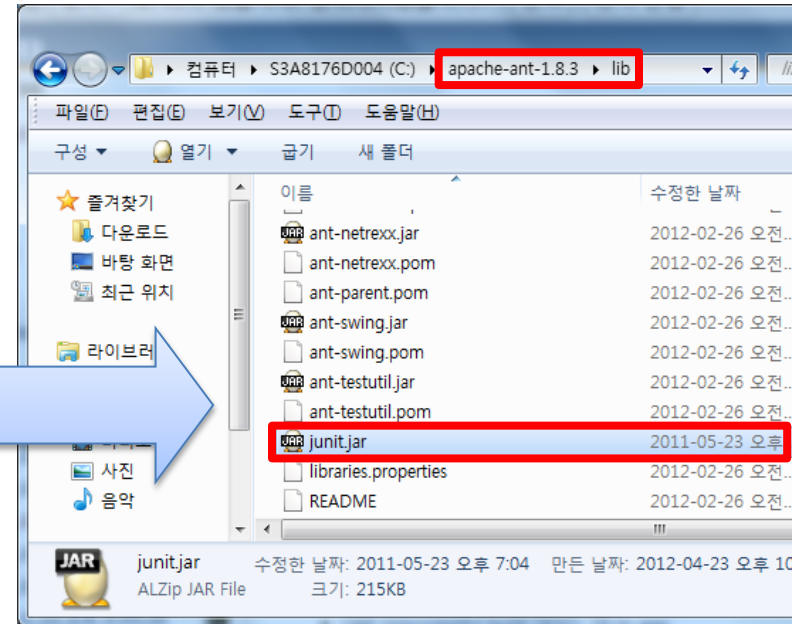 컴퓨터 ▸ S3A8176D004 (C:) ▸ apache-ant-1.8.3 ▸ lib
파일(F) 편집(E) 보기(V) 도구(T) 도움말(H)
구성 열기 굽기 새 폴더
즐겨찾기
다운로드
바탕 화면
최근 위치
라이브러
사진
음악
이름 수정한 날짜
ant-netrexx.jar 2012-02-26 오전...
ant-netrexx.pom 2012-02-26 오전...
ant-parent.pom 2012-02-26 오전...
ant-swing.jar 2012-02-26 오전...
ant-swing.pom 2012-02-26 오전...
ant-testutil.jar 2012-02-26 오전...
ant-testutil.pom 2012-02-26 오전...
junit.jar 2011-05-23 오후
libraries.properties 2012-02-26 오전...
README 2012-02-26 오전...
JAR
junit.jar 수정한 날짜: 2011-05-23 오후 7:04 만든 날짜: 2012-04-23 오후 10
ALZip JAR File 크기: 215KB